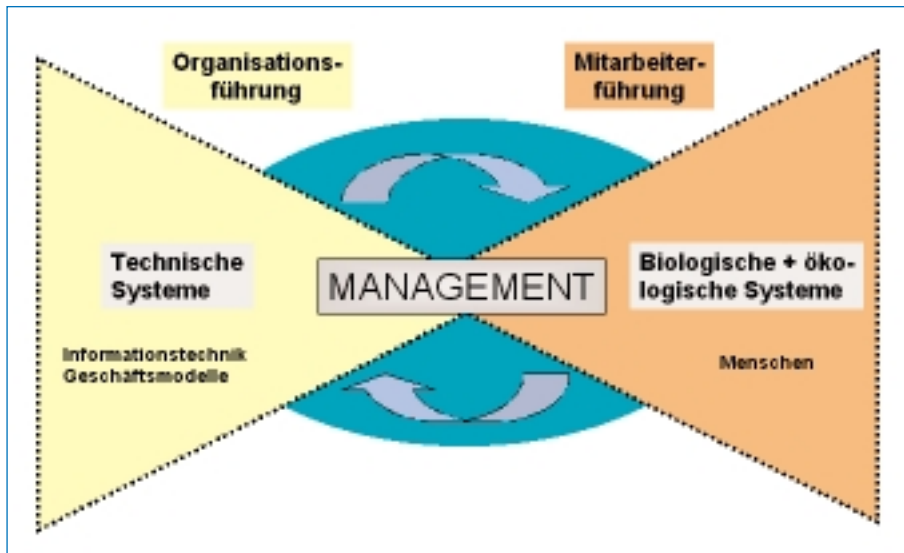 Organisations-
führung
Mitarbeiter-
führung
Technische
Systeme
MANAGEMENT
Biologische + öko-
logische Systeme
Informationstechnik
Geschäftsmodelle
Menschen